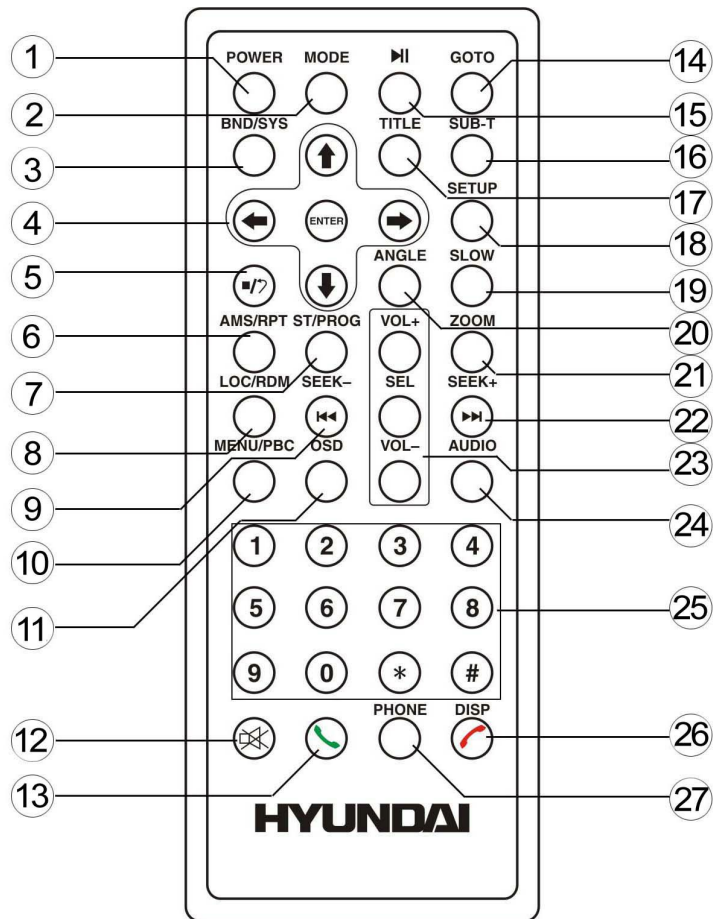 1 POWER MODE GOTO 14
2 15
BND/SYS TITLE SUB-T
3 16
SETUP 17
4 ENTER 18
5 ANGLE SLOW 19
6 AMS/RPT ST/PROG VOL+ ZOOM 20
7 21
LOC/RDM SEEK– SEL SEEK+
8 22
MENU/PBC OSD VOL– AUDIO 23
9 24
10
1 2 3 4
11
5 6 7 8 25
9 0 * #
PHONE DISP
12 26
13 27
HYUNDAI